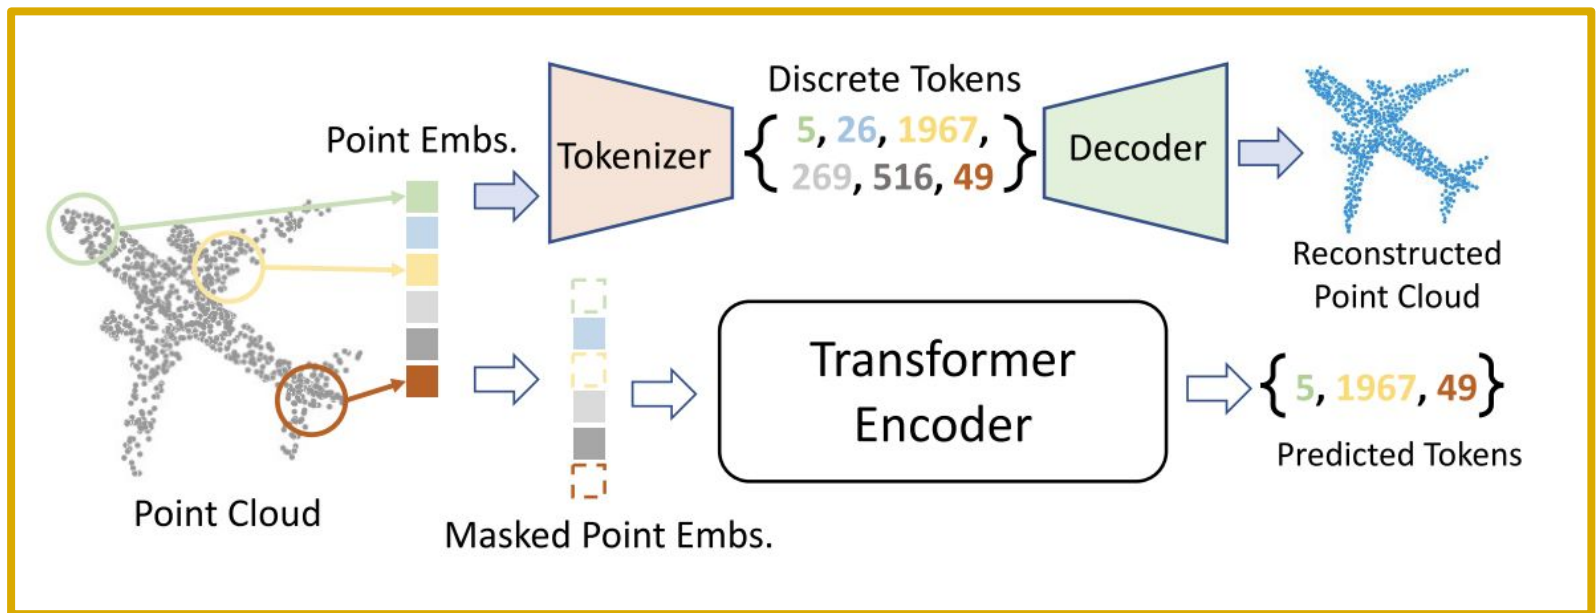 Point Embs.
Tokenizer
Discrete Tokens
{ 5, 26, 1967,
269, 516, 49 }
Decoder
Reconstructed
Point Cloud
Point Cloud
Masked Point Embs.
Transformer
Encoder
{ 5, 1967, 49 }
Predicted Tokens